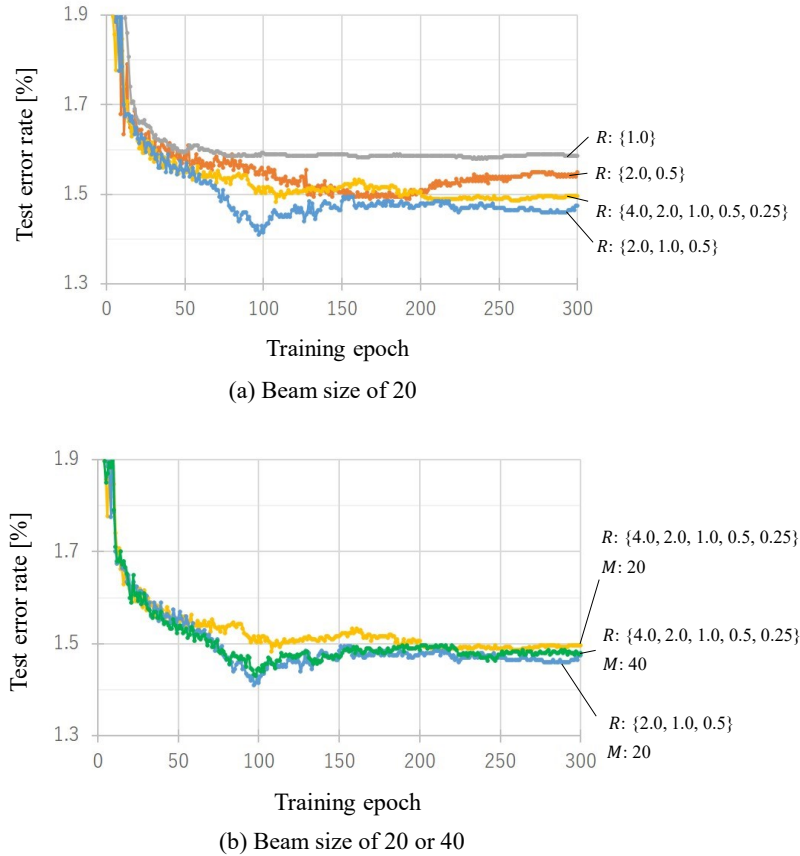 1.9
1.7
1.5
1.3
Test error rate [%]
R: {1.0}
R: {2.0, 0.5}
R: {4.0, 2.0, 1.0, 0.5, 0.25}
R: {2.0, 1.0, 0.5}
0 50 100 150 200 250 300
Training epoch
(a) Beam size of 20
1.9
1.7
1.5
1.3
Test error rate [%]
R: {4.0, 2.0, 1.0, 0.5, 0.25}
M: 20
R: {4.0, 2.0, 1.0, 0.5, 0.25}
M: 40
R: {2.0, 1.0, 0.5}
M: 20
0 50 100 150 200 250 300
Training epoch
(b) Beam size of 20 or 40